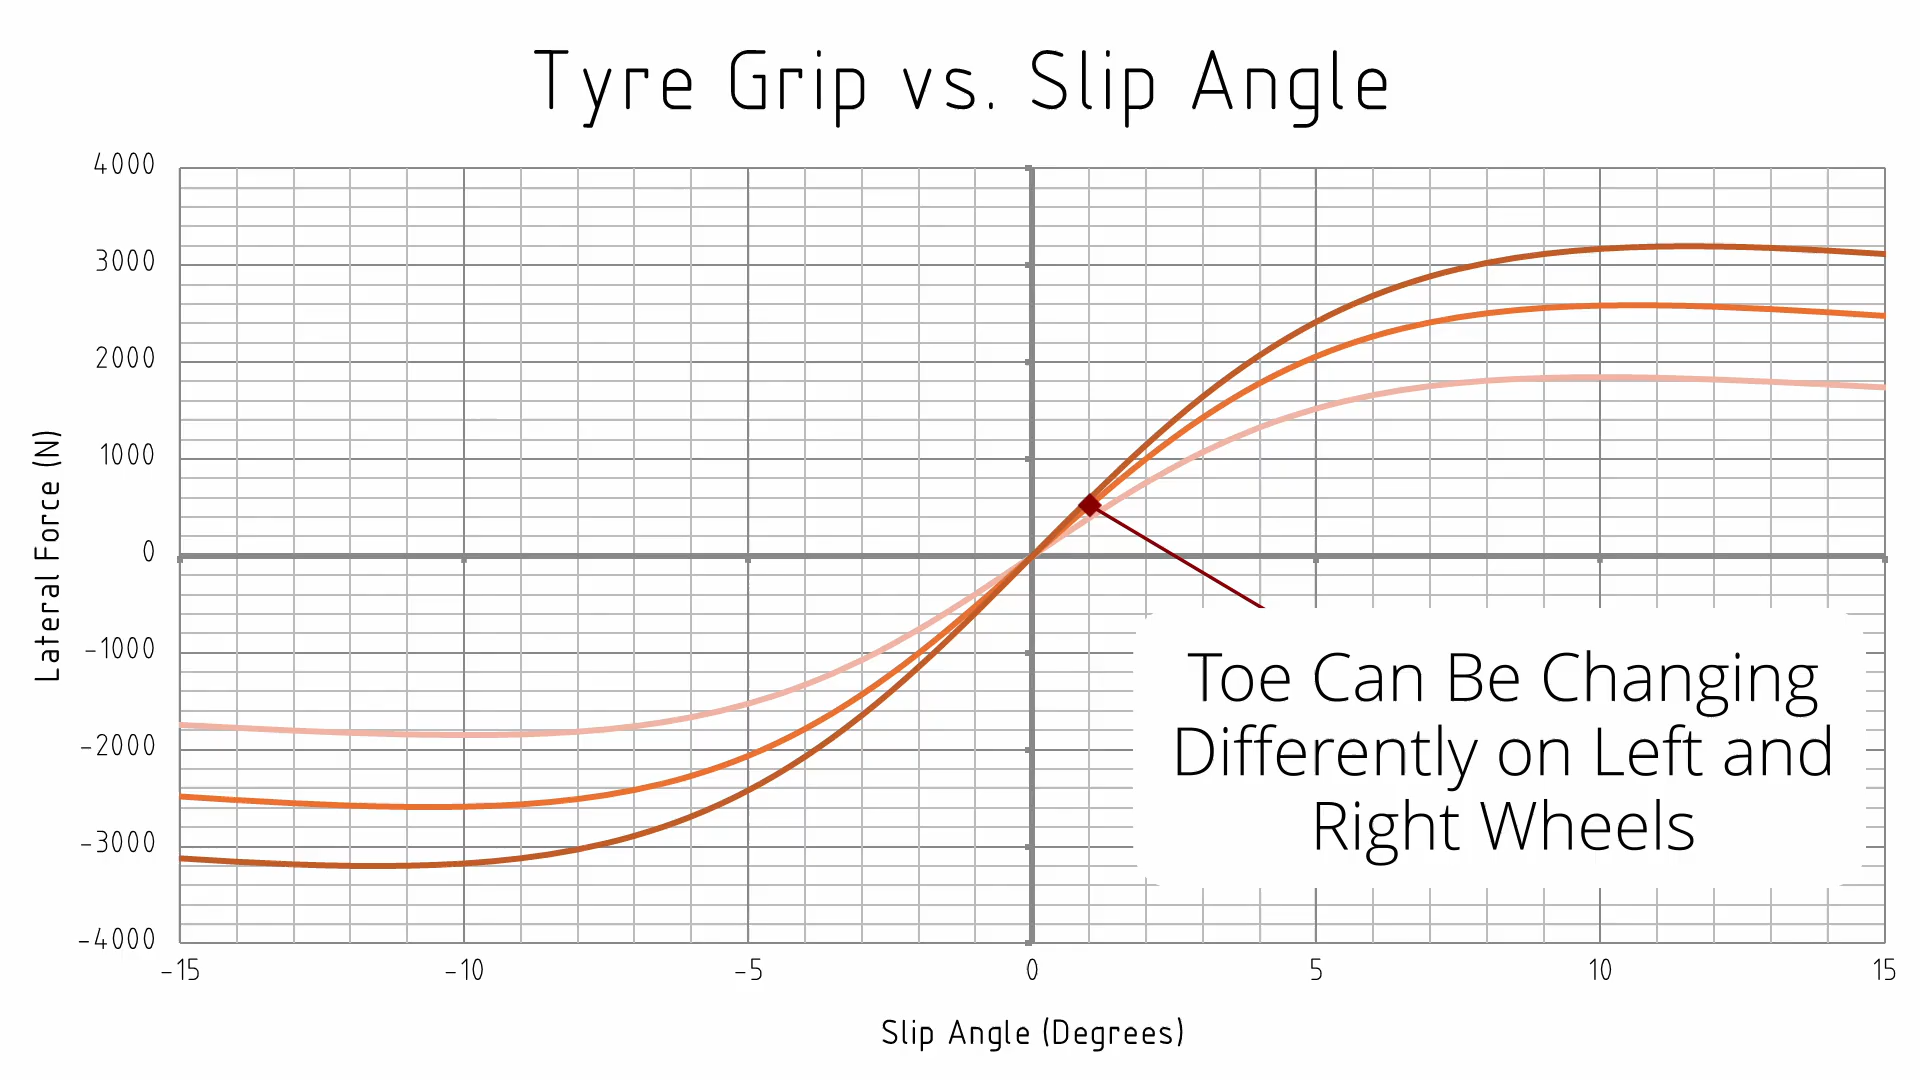 Tyre Grip vs. Slip Angle
4000
3000
2000
1000
0
-1000
-2000
-3000
-4000
Lateral Force (N)
-15
-10
-5
0
5
10
15
Slip Angle (Degrees)
Toe Can Be Changing
Differently on Left and
Right Wheels